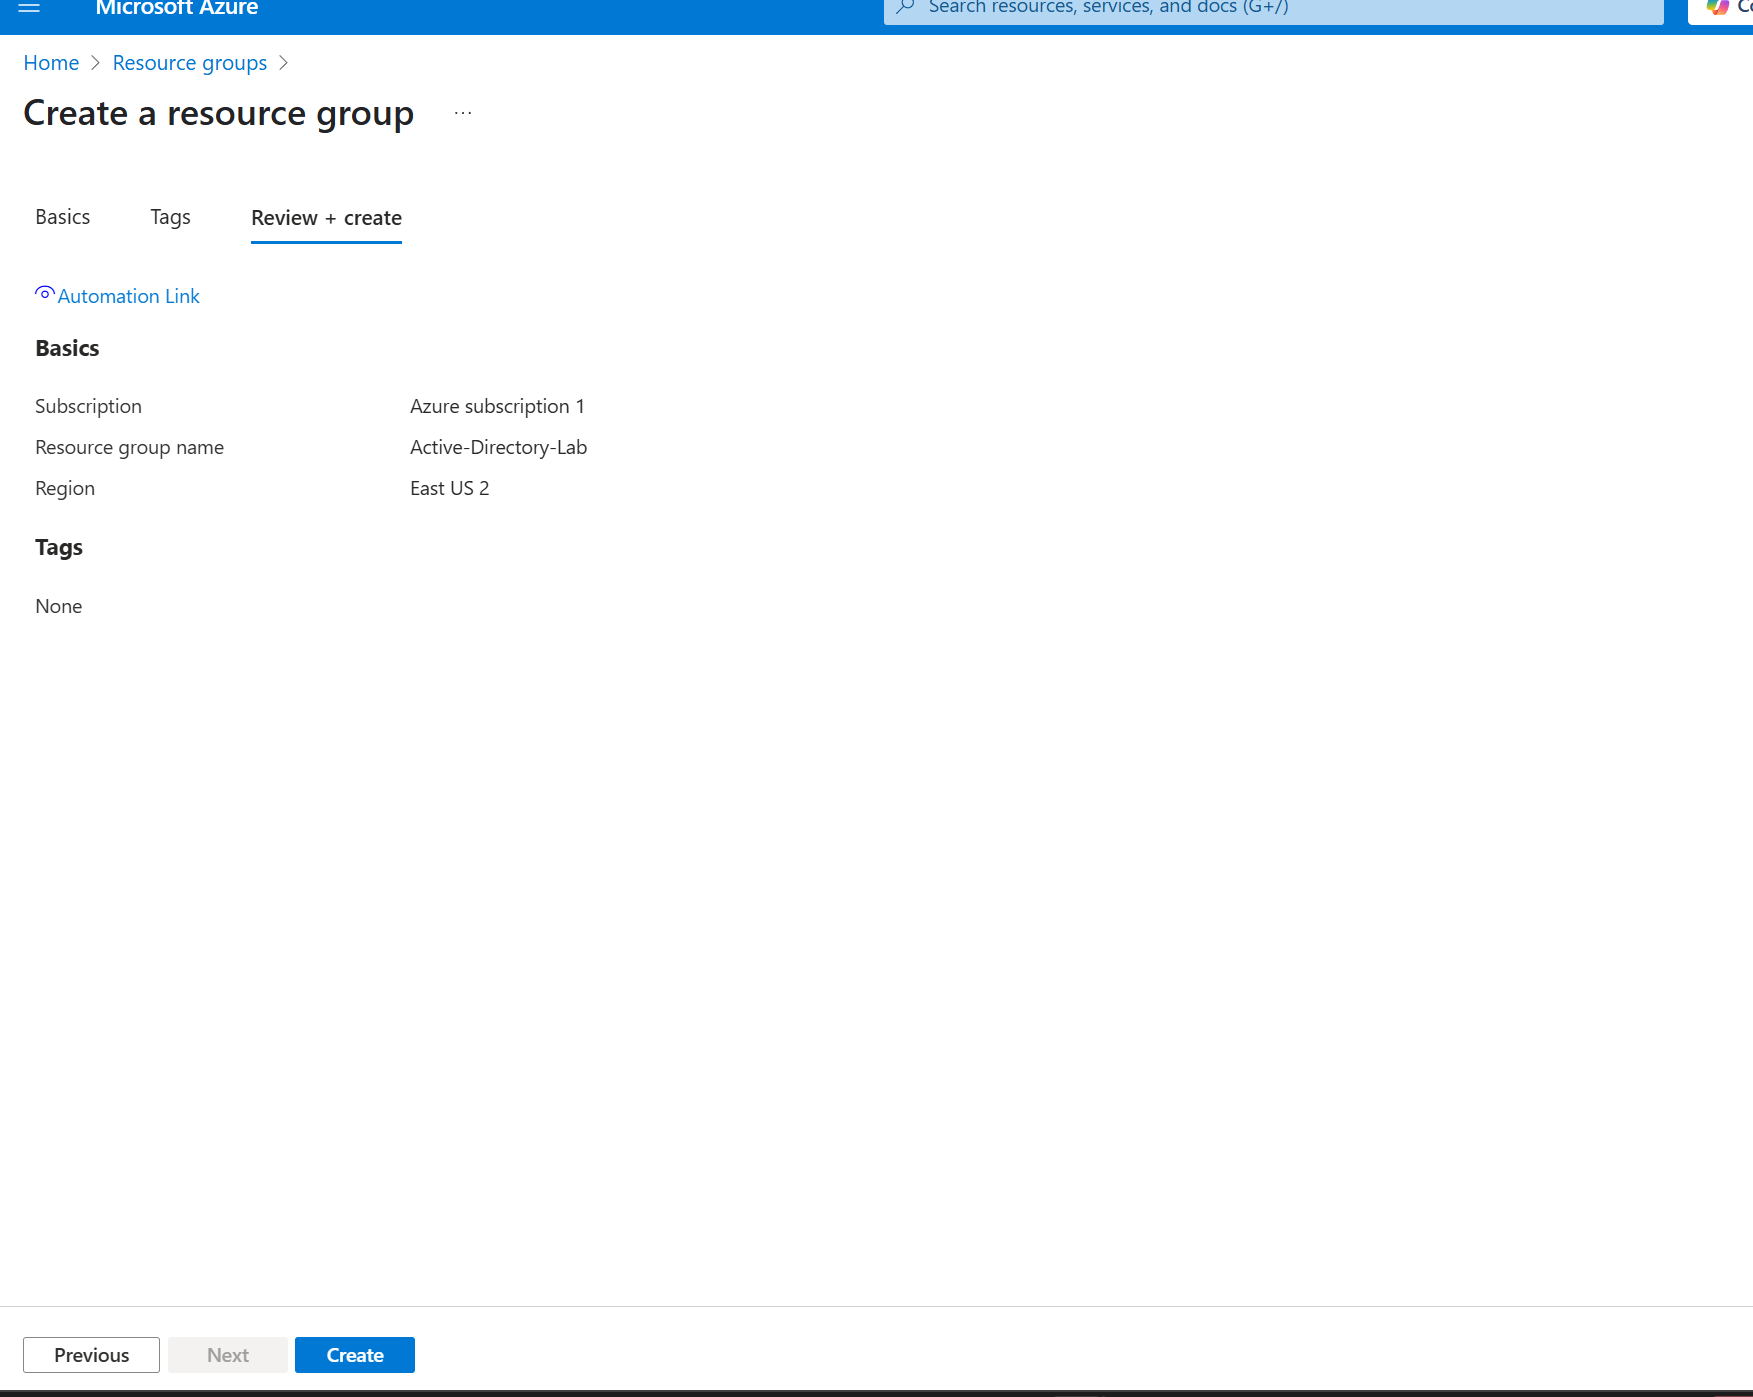 Microsoft Azure
Search resources, services, and docs (G+/)
Home > Resource groups >
Create a resource group ...
Basics Tags Review + create
Automation Link
Basics
Subscription Azure subscription 1
Resource group name Active-Directory-Lab
Region East US 2
Tags
None
Previous Next Create